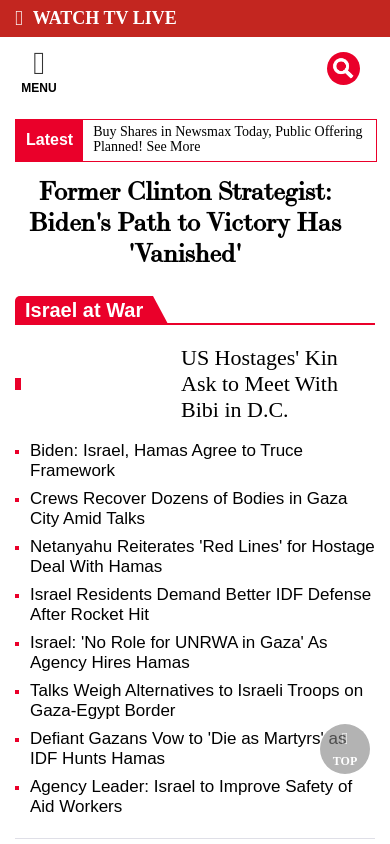 WATCH TV LIVE
MENU
Latest
Buy Shares in Newsmax Today, Public Offering
Planned! See More
Former Clinton Strategist:
Biden's Path to Victory Has
'Vanished'
Israel at War
US Hostages' Kin
Ask to Meet With
Bibi in D.C.
Biden: Israel, Hamas Agree to Truce
Framework
Crews Recover Dozens of Bodies in Gaza
City Amid Talks
Netanyahu Reiterates 'Red Lines' for Hostage
Deal With Hamas
Israel Residents Demand Better IDF Defense
After Rocket Hit
Israel: 'No Role for UNRWA in Gaza' As
Agency Hires Hamas
Talks Weigh Alternatives to Israeli Troops on
Gaza-Egypt Border
Defiant Gazans Vow to 'Die as Martyrs' as
IDF Hunts Hamas
TOP
Agency Leader: Israel to Improve Safety of
Aid Workers